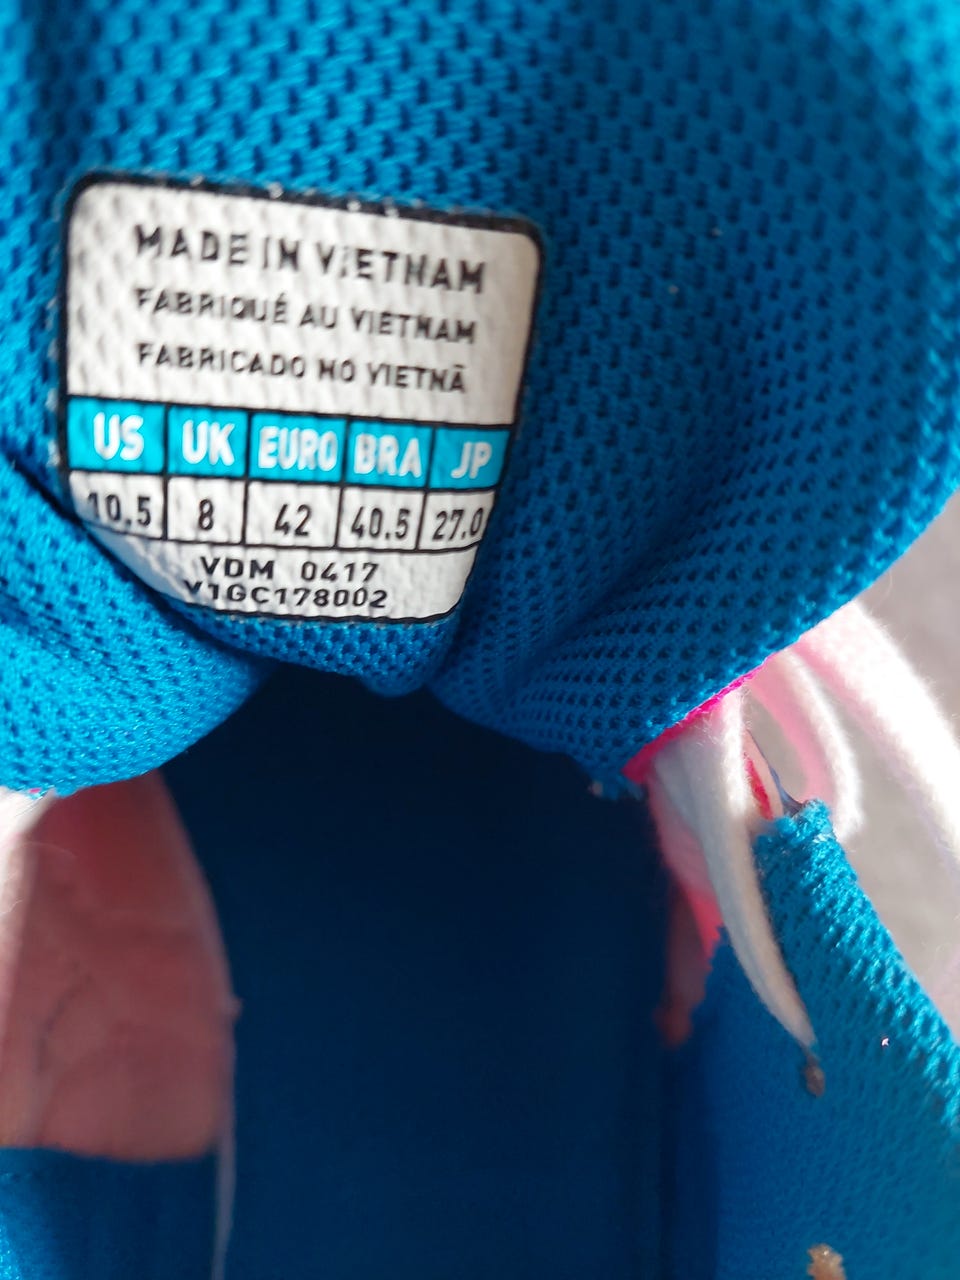 MADE IN VIETNAM
FABRIQUÉ AU VIETNAM
FABRICADO NO VIETNÃ
US UK EURO BRA JP
10.5 8 42 40.5 27.0
VDM 0417
V1GC178002